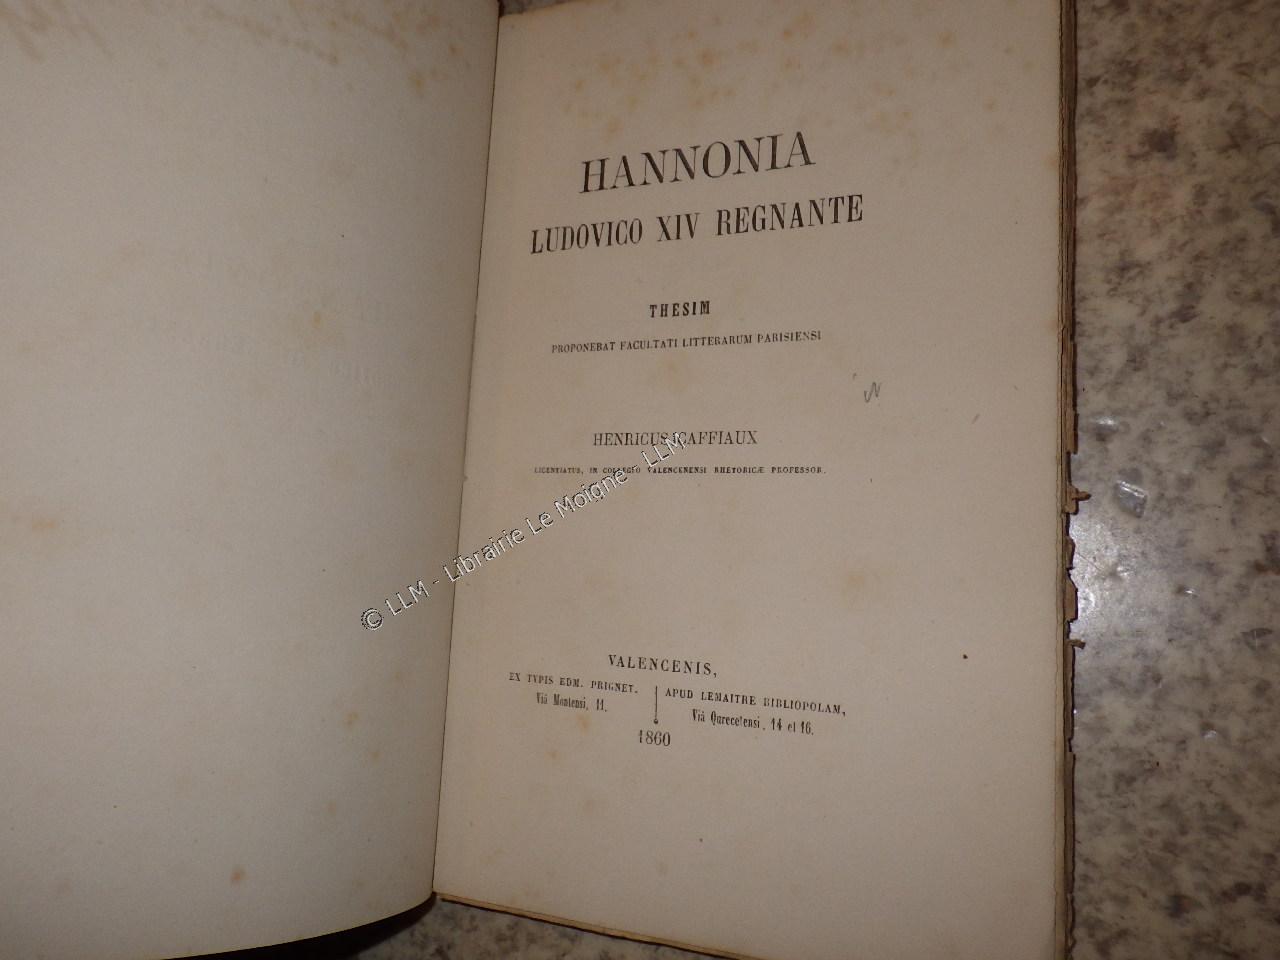 HANNONIA
LUDOVICO XIV REGNANTE
THESIM
PROPONEBAT FACULTATI LITTERARUM PARISIENSI
HENRICUS CAFFIAUX
LICENTIATUS, IN COLLEGIO VALENCENENSI RHETORICÆ PROFESSOR.
© LLM - Librairie Le Moigne - LLM
VALENCENIS,
EX TYPIS EDM. PRIGNET.
Viâ Montensi, 11.
APUD LEMAITRE BIBLIOPOLAM,
Viâ Quercetensi, 14 et 16.
1860